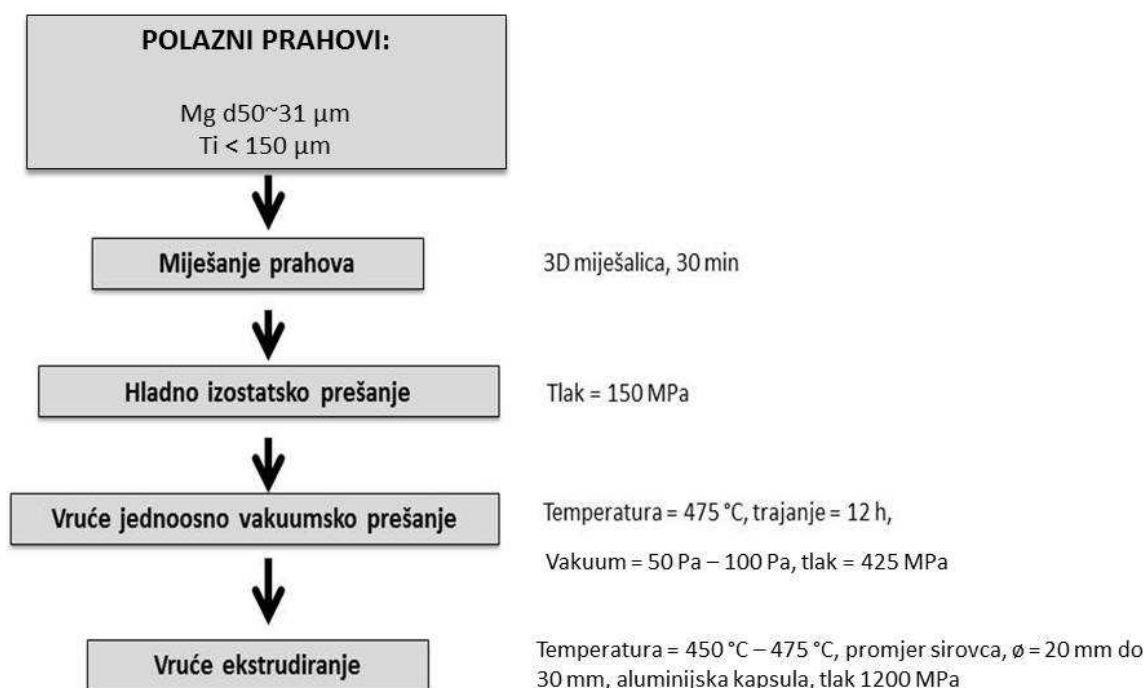 POLAZNI PRAHOVI:
Mg d50~31 µm
Ti < 150 µm
Miješanje prahova
3D miješalica, 30 min
Hladno izostatsko prešanje
Tlak = 150 MPa
Vruće jednoosno vakuumsko prešanje
Temperatura = 475 °C, trajanje = 12 h,
Vakuum = 50 Pa – 100 Pa, tlak = 425 MPa
Vruće ekstrudiranje
Temperatura = 450 °C – 475 °C, promjer sirovca, ø = 20 mm do
30 mm, aluminijska kapsula, tlak 1200 MPa